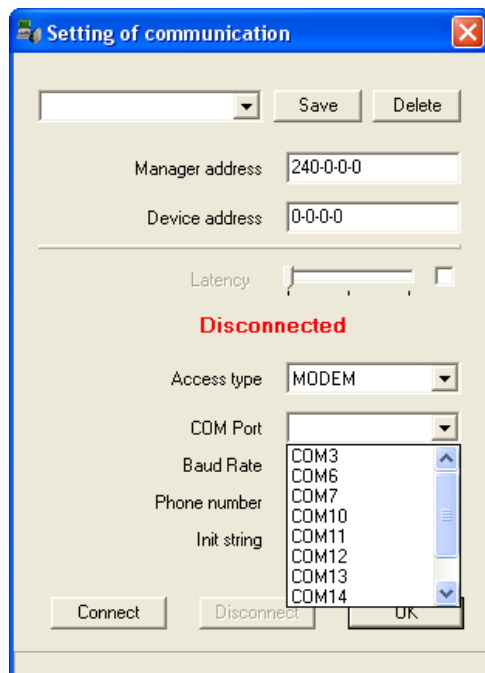 Setting of communication
Save Delete
Manager address 240-0-0-0
Device address 0-0-0-0
Latency
Disconnected
Access type MODEM
COM Port
COM3
Baud Rate
COM6
COM7
Phone number
COM10
COM11
Init string
COM12
COM13
COM14
Connect Disconnect OK